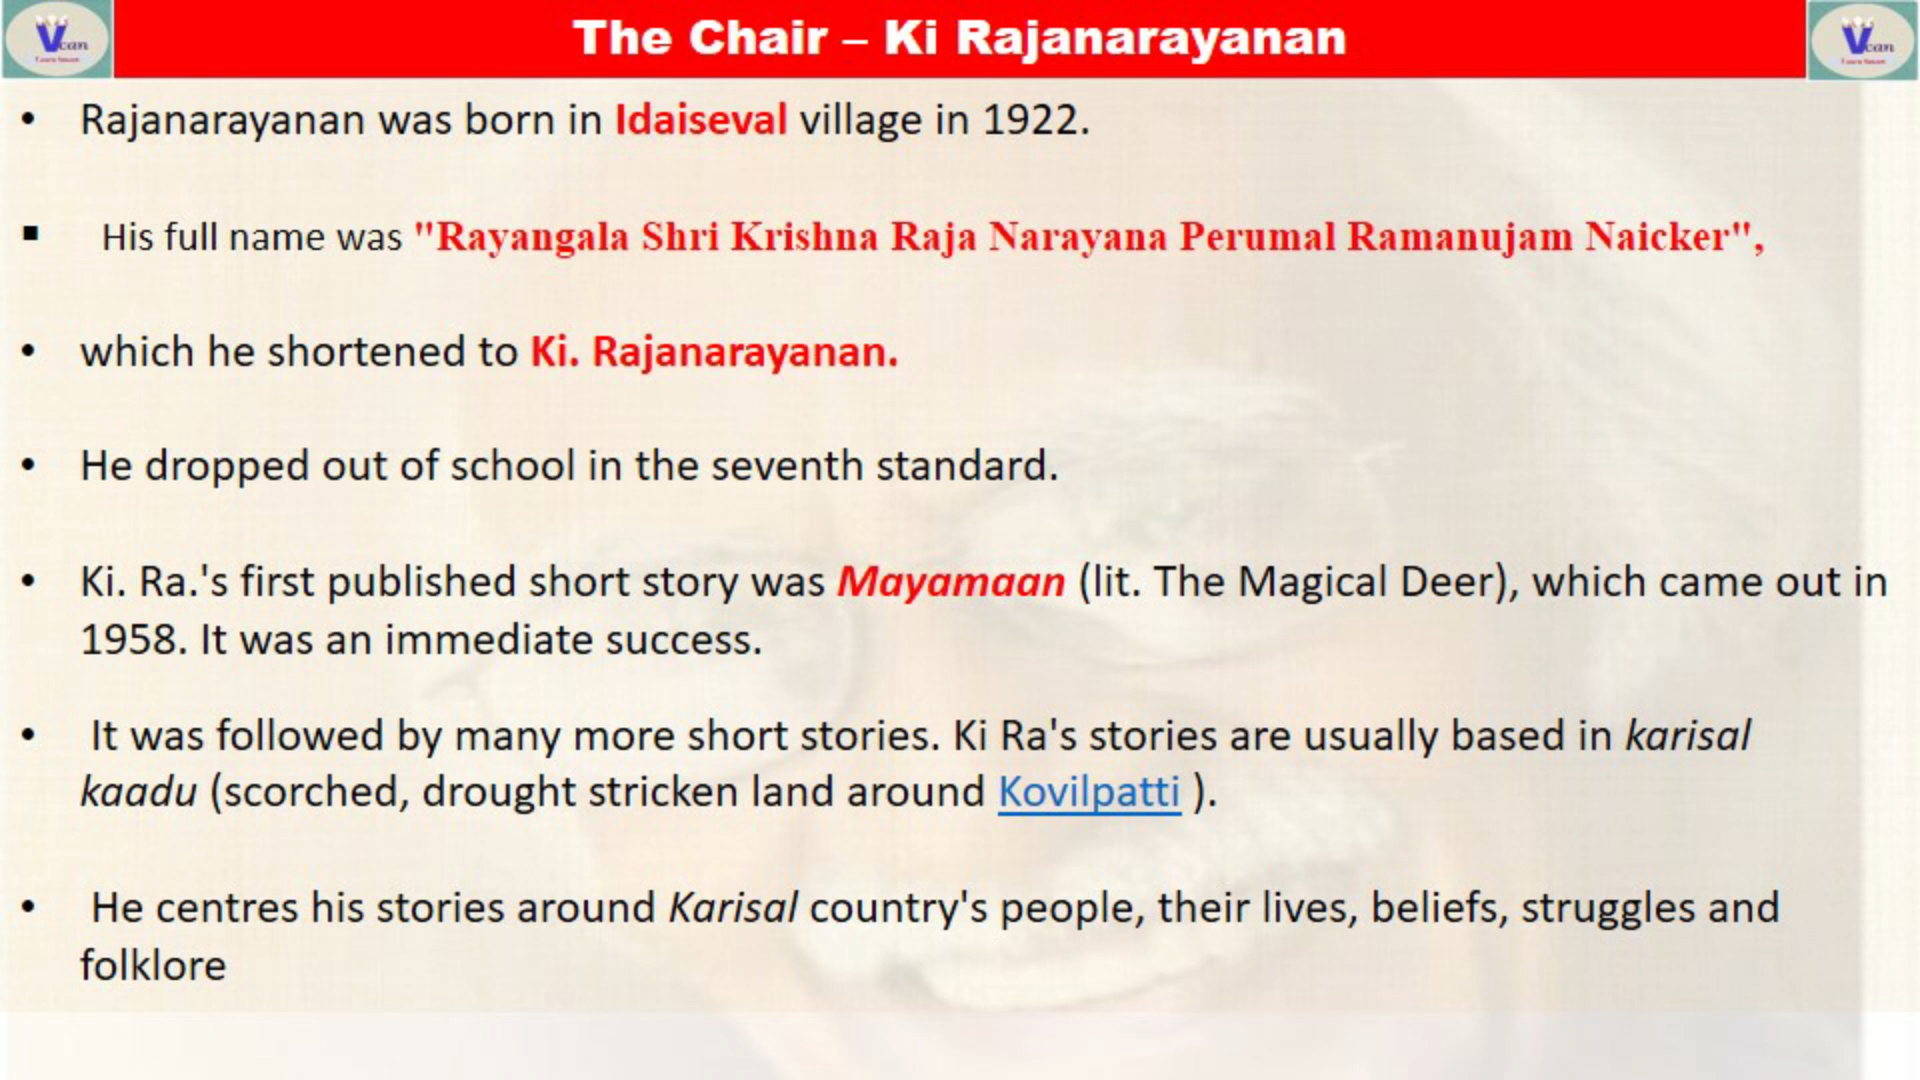 Vcan
The Chair – Ki Rajanarayanan
Vcan
• Rajanarayanan was born in Idaiseval village in 1922.
▪ His full name was "Rayangala Shri Krishna Raja Narayana Perumal Ramanujam Naicker",
• which he shortened to Ki. Rajanarayanan.
• He dropped out of school in the seventh standard.
• Ki. Ra.'s first published short story was Mayamaan (lit. The Magical Deer), which came out in
1958. It was an immediate success.
• It was followed by many more short stories. Ki Ra's stories are usually based in karisal
kaadu (scorched, drought stricken land around Kovilpatti ).
• He centres his stories around Karisal country's people, their lives, beliefs, struggles and
folklore